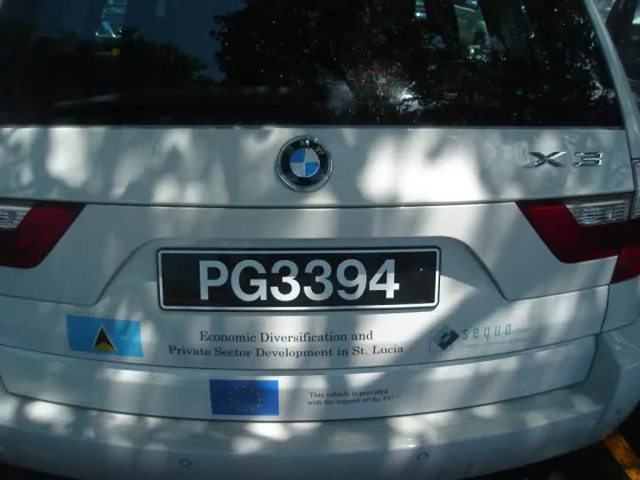 BMW
X3
PG3394
Economic Diversification and
Private Sector Development in St. Lucia
sequa
This vehicle is provided
with the support of the EU